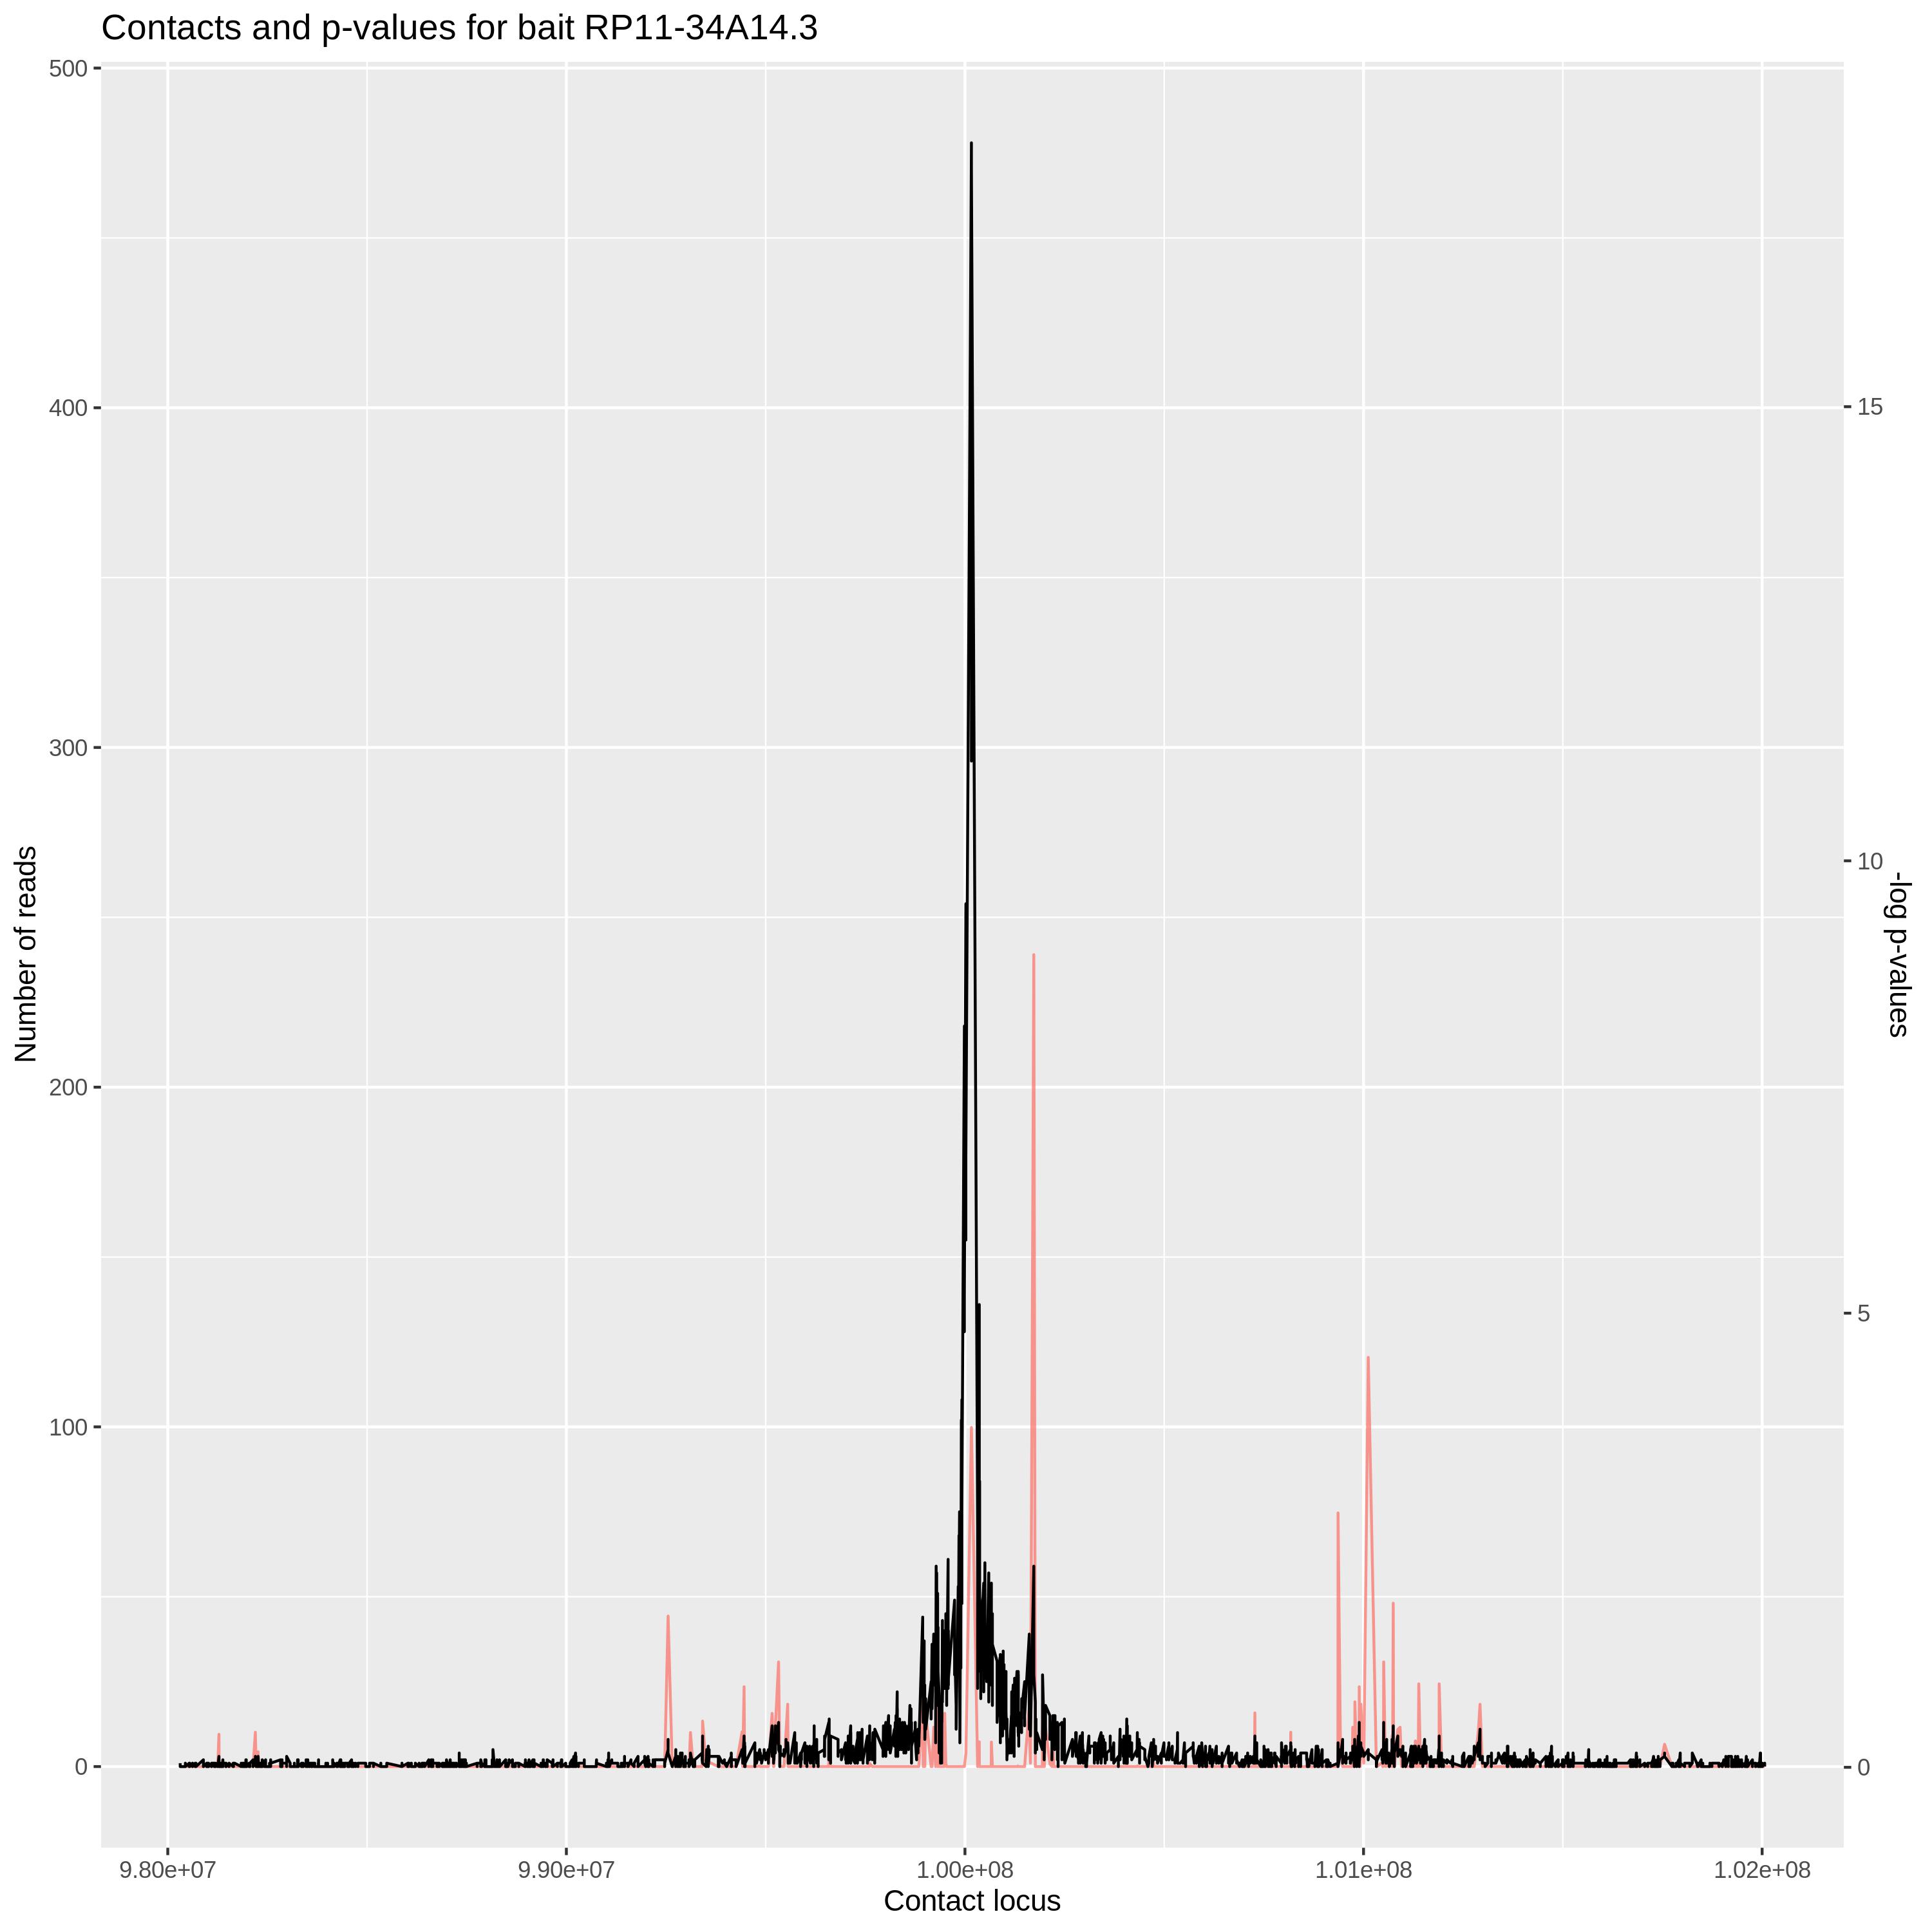 Contacts and p-values for bait RP11-34A14.3
500
400
300
200
100
0
Number of reads
15
10
5
0
-log p-values
9.80e+07
9.90e+07
1.00e+08
1.01e+08
1.02e+08
Contact locus